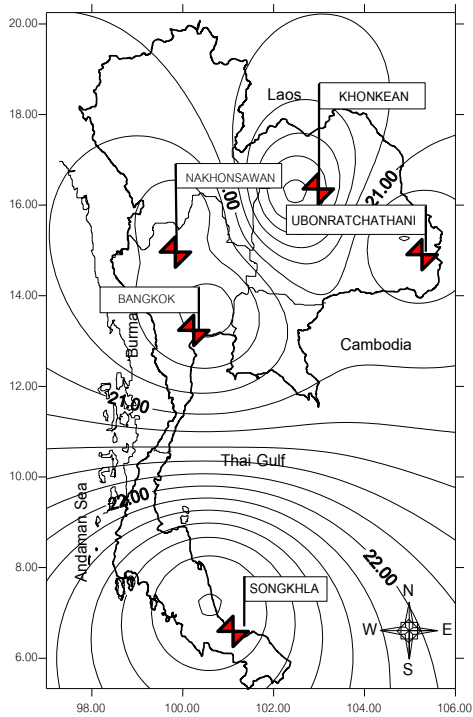 20.00
Laos
KHONKEAN
18.00
NAKHONSAWAN
.00
21.00
16.00
UBONRATCHATHANI
BANGKOK
14.00
Burma
Cambodia
12.00
21.00
Thai Gulf
10.00
22.00
Andaman Sea
8.00
22.00
SONGKHLA
N
W E
S
6.00
98.00 100.00 102.00 104.00 106.00